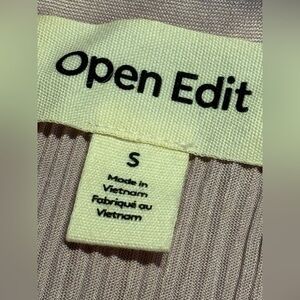 Open Edit
S
Made in
Vietnam
Fabriqué au
Vietnam